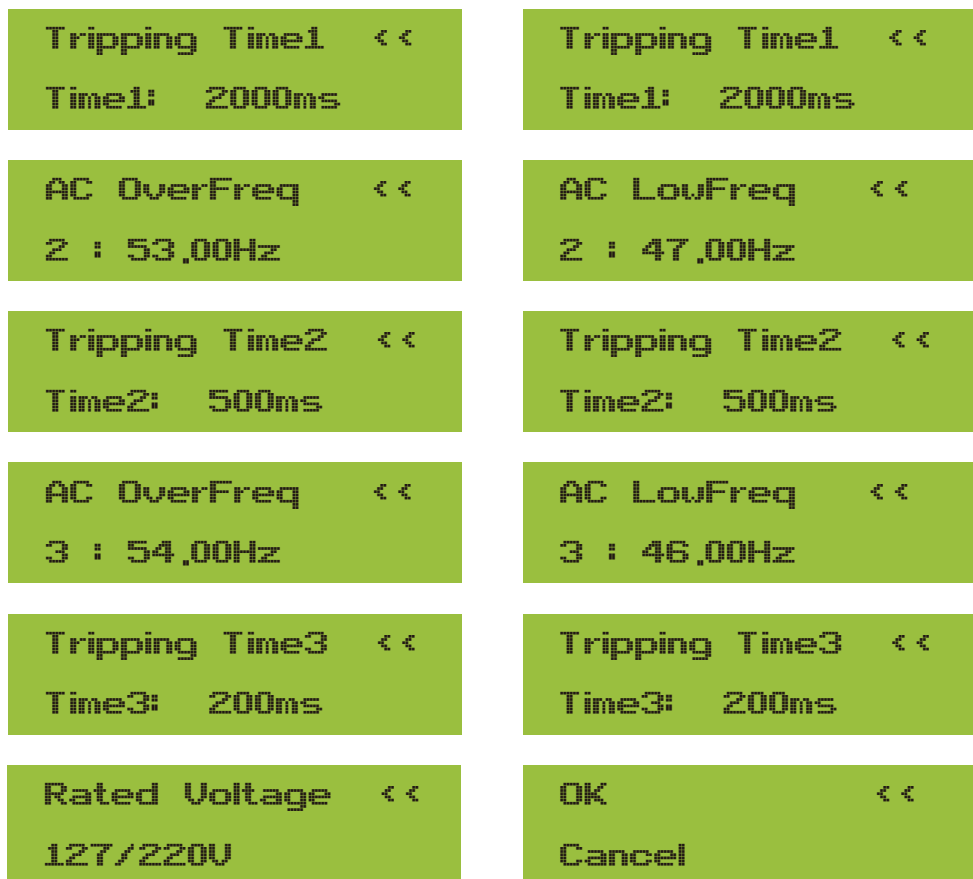 Tripping Time1 <<
Time1: 2000ms
Tripping Time1 <<
Time1: 2000ms
AC OverFreq <<
2 : 53.00Hz
AC LowFreq <<
2 : 47.00Hz
Tripping Time2 <<
Time2: 500ms
Tripping Time2 <<
Time2: 500ms
AC OverFreq <<
3 : 54.00Hz
AC LowFreq <<
3 : 46.00Hz
Tripping Time3 <<
Time3: 200ms
Tripping Time3 <<
Time3: 200ms
Rated Voltage <<
127/220V
OK <<
Cancel